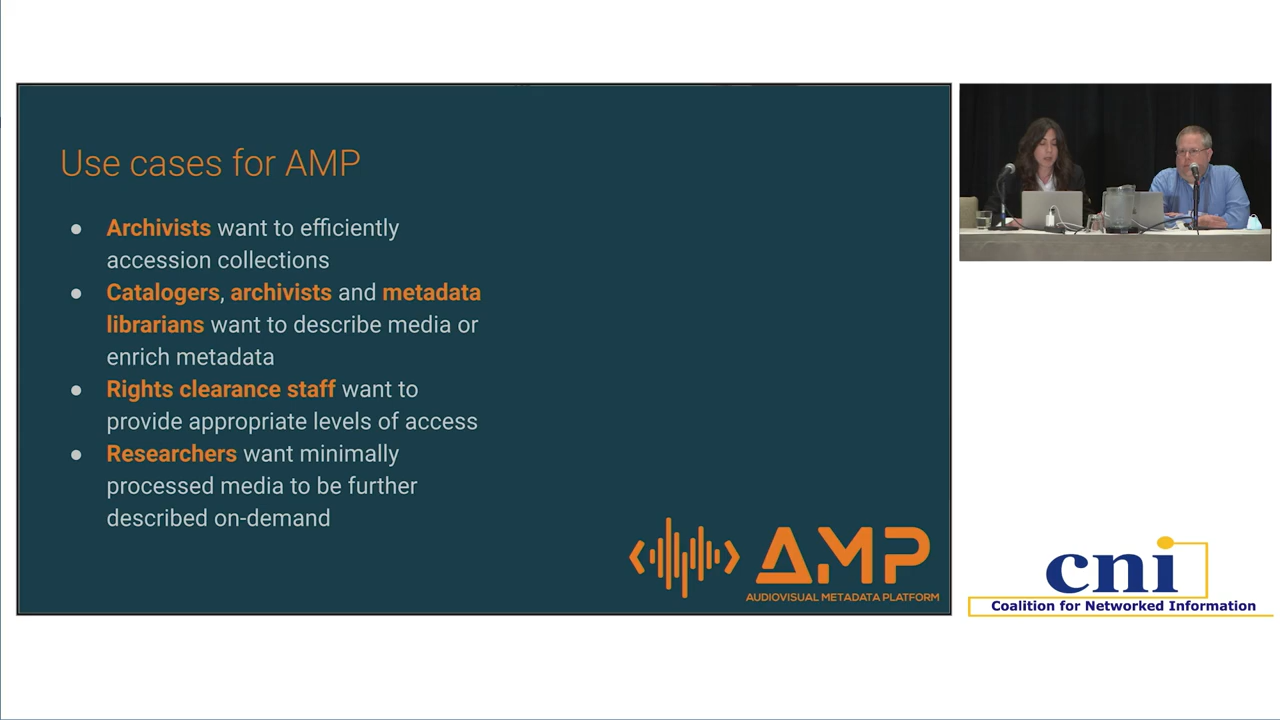 Use cases for AMP
● Archivists want to efficiently
accession collections
● Catalogers, archivists and metadata
librarians want to describe media or
enrich metadata
● Rights clearance staff want to
provide appropriate levels of access
● Researchers want minimally
processed media to be further
described on-demand
AMP
AUDIOVISUAL METADATA PLATFORM
cni
Coalition for Networked Information